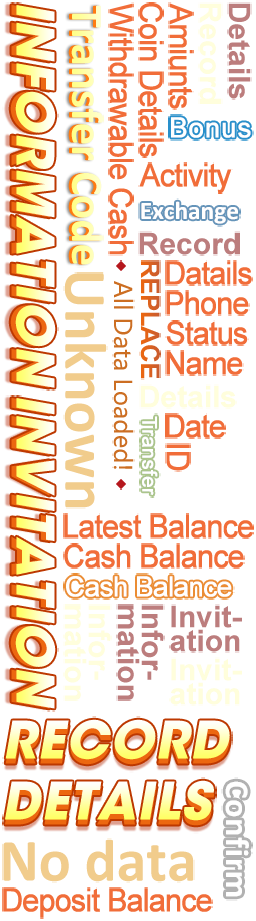 INFORMATION INVITATION
Transfer Code
Unknown
Withdrawable Cash
Coin Details
Amiunts
Record
Details
Bonus
Activity
Exchange
Record
♦ All Data Loaded! ♦
REPLACE
Datails
Phone
Status
Name
Details
Transfer
Date
ID
Latest Balance
Cash Balance
Cash Balance
Infor-
mation
Infor-
mation
Invit-
ation
Invit-
ation
RECORD
DETAILS
Confirm
No data
Deposit Balance